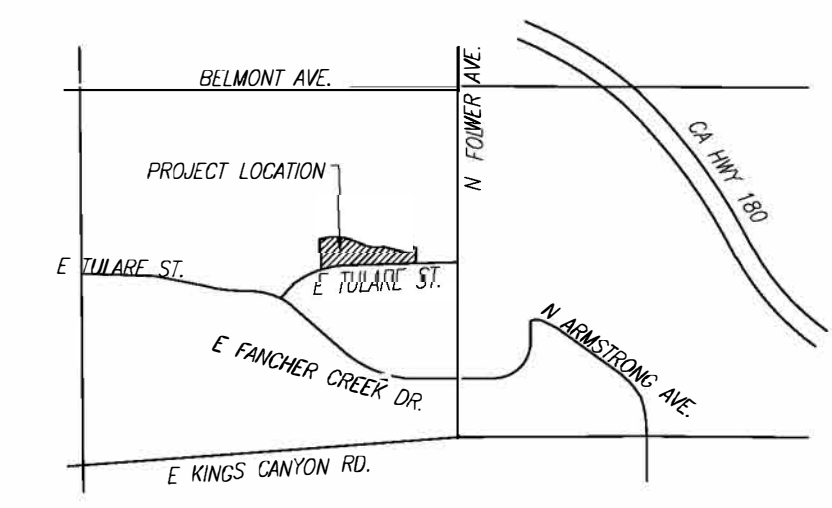 BELMONT AVE.
N FOLWER AVE.
CA HWY 180
PROJECT LOCATION
E TULARE ST.
E TULARE ST.
N ARMSTRONG AVE.
E FANCHER CREEK DR.
E KINGS CANYON RD.